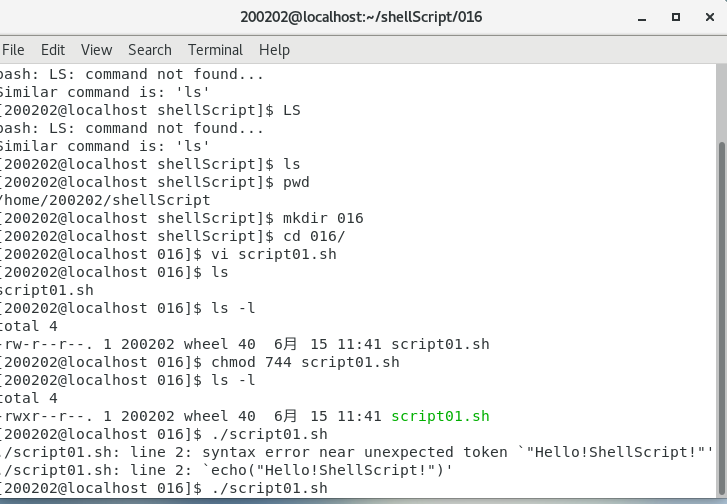 200202@localhost:~/shellScript/016
File Edit View Search Terminal Help
bash: LS: command not found...
Similar command is: 'ls'
[200202@localhost shellScript]$ LS
bash: LS: command not found...
Similar command is: 'ls'
[200202@localhost shellScript]$ ls
[200202@localhost shellScript]$ pwd
/home/200202/shellScript
[200202@localhost shellScript]$ mkdir 016
[200202@localhost shellScript]$ cd 016/
[200202@localhost 016]$ vi script01.sh
[200202@localhost 016]$ ls
script01.sh
[200202@localhost 016]$ ls -l
total 4
-rw-r--r--. 1 200202 wheel 40  6月 15 11:41 script01.sh
[200202@localhost 016]$ chmod 744 script01.sh
[200202@localhost 016]$ ls -l
total 4
-rwxr--r--. 1 200202 wheel 40  6月 15 11:41 script01.sh
[200202@localhost 016]$ ./script01.sh
./script01.sh: line 2: syntax error near unexpected token `"Hello!ShellScript!"'
./script01.sh: line 2: `echo("Hello!ShellScript!")'
[200202@localhost 016]$ ./script01.sh